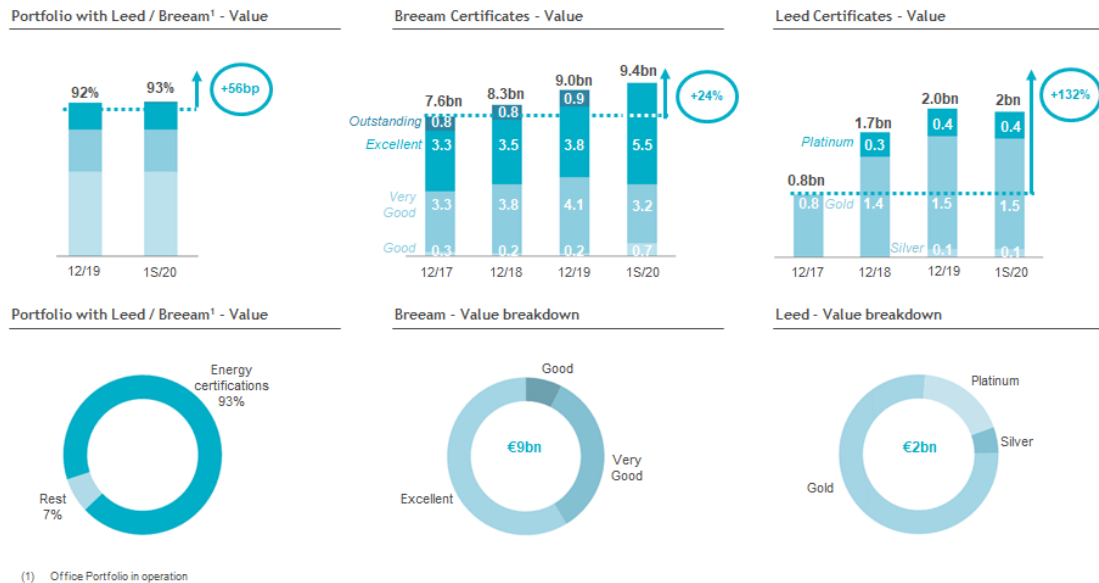 Portfolio with Leed / Breeam¹ - Value
92%
93%
+56bp
12/19
1S/20
Breeam Certificates - Value
7.6bn
8.3bn
9.0bn
9.4bn
+24%
Outstanding
0.8
0.8
0.9
Excellent
3.3
3.5
3.8
5.5
Very
Good
3.3
3.8
4.1
3.2
Good
0.3
0.2
0.2
0.7
12/17
12/18
12/19
1S/20
Leed Certificates - Value
0.8bn
1.7bn
2.0bn
2bn
+132%
Platinum
0.3
0.4
0.4
0.8
Gold
1.4
1.5
1.5
Silver
0.1
0.1
12/17
12/18
12/19
1S/20
Portfolio with Leed / Breeam¹ - Value
Energy
certifications
93%
Rest
7%
Breeam - Value breakdown
Good
€9bn
Very
Good
Excellent
Leed - Value breakdown
Platinum
€2bn
Silver
Gold
(1) Office Portfolio in operation